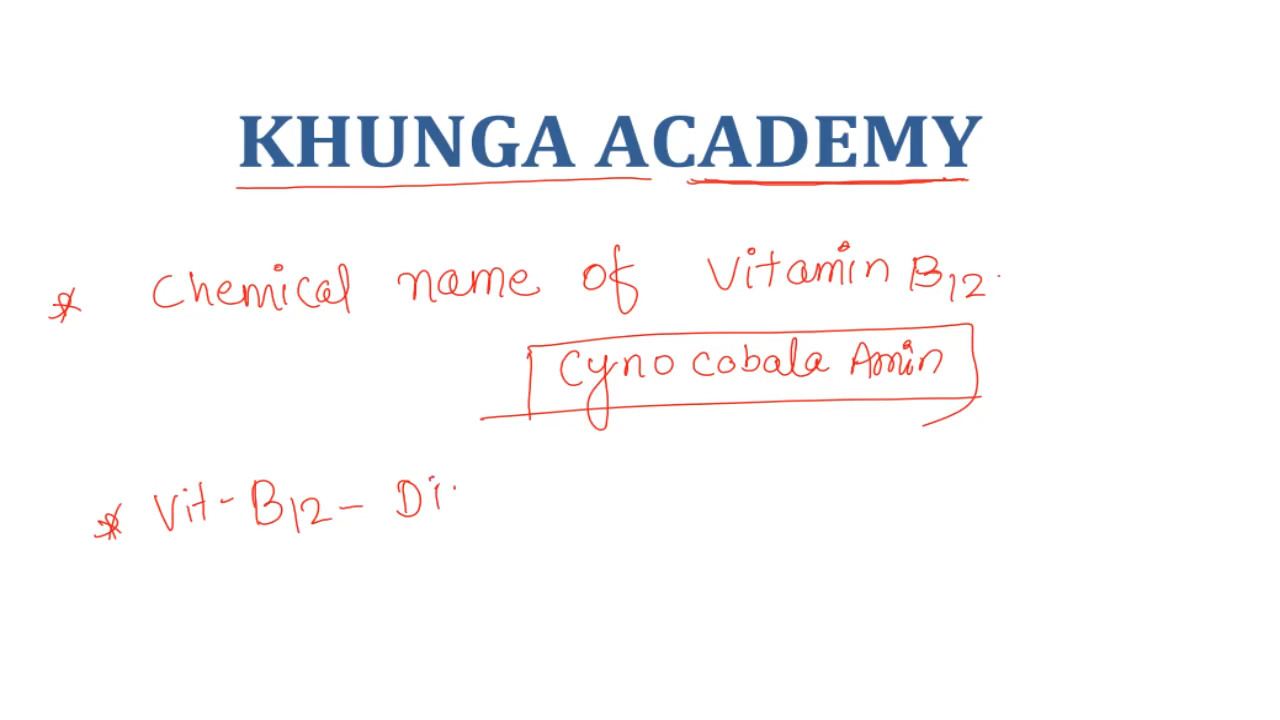 KHUNGA ACADEMY
* Chemical name of Vitamin B12.
Cyno cobala Amin
* Vit-B12- Di.